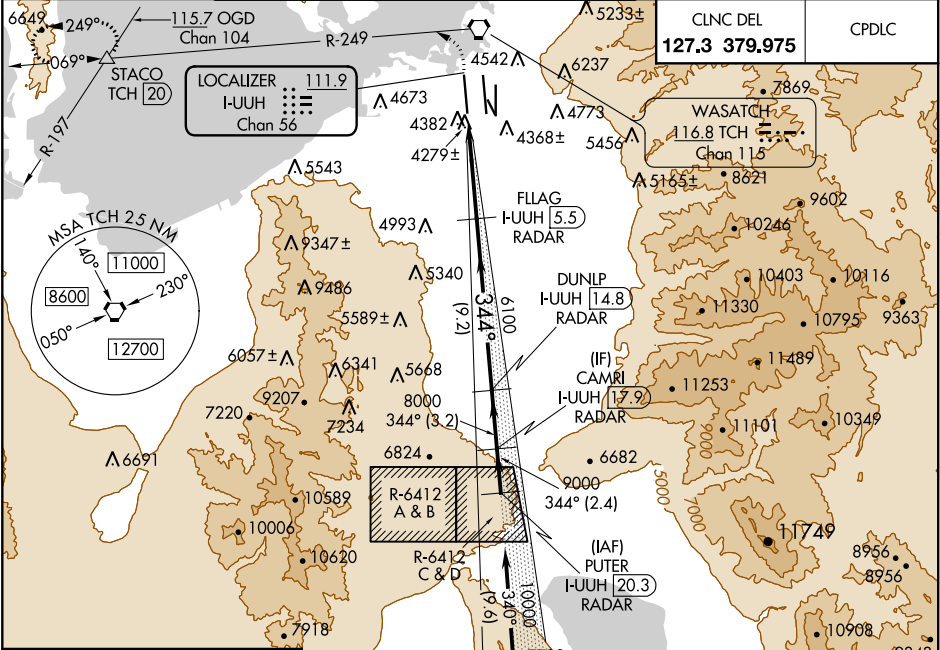 6649
249°
069°
115.7 OGD
Chan 104
R-249
STACO
TCH 20
R-197
LOCALIZER 111.9
I-UUH
Chan 56
5233±
4542
6237
CLNC DEL
127.3 379.975
CPDLC
7869
4673
4382
4279±
4368±
4773
5456
WASATCH
116.8 TCH
Chan 115
5543
5165±
8621
9602
FLLAG
I-UUH 5.5
RADAR
4993
10246
MSA TCH 25 NM
140°
11000
8600
230°
050°
12700
9347±
9486
5340
5589±
6057±
6341
5668
9207
7220
7234
6691
344°
(9.2)
6100
DUNLP
I-UUH 14.8
RADAR
10403
10116
11330
10795
9363
11489
(IF)
CAMRI
I-UUH 17.9
RADAR
11253
11101
10349
7000
8000
344° (3.2)
6824
6682
9000
344° (2.4)
5000
7000
R-6412
A & B
R-6412
C & D
10589
10006
10620
7918
(IAF)
PUTER
I-UUH 20.3
RADAR
11749
8956
8956
10908
(9.6)
340°
10000